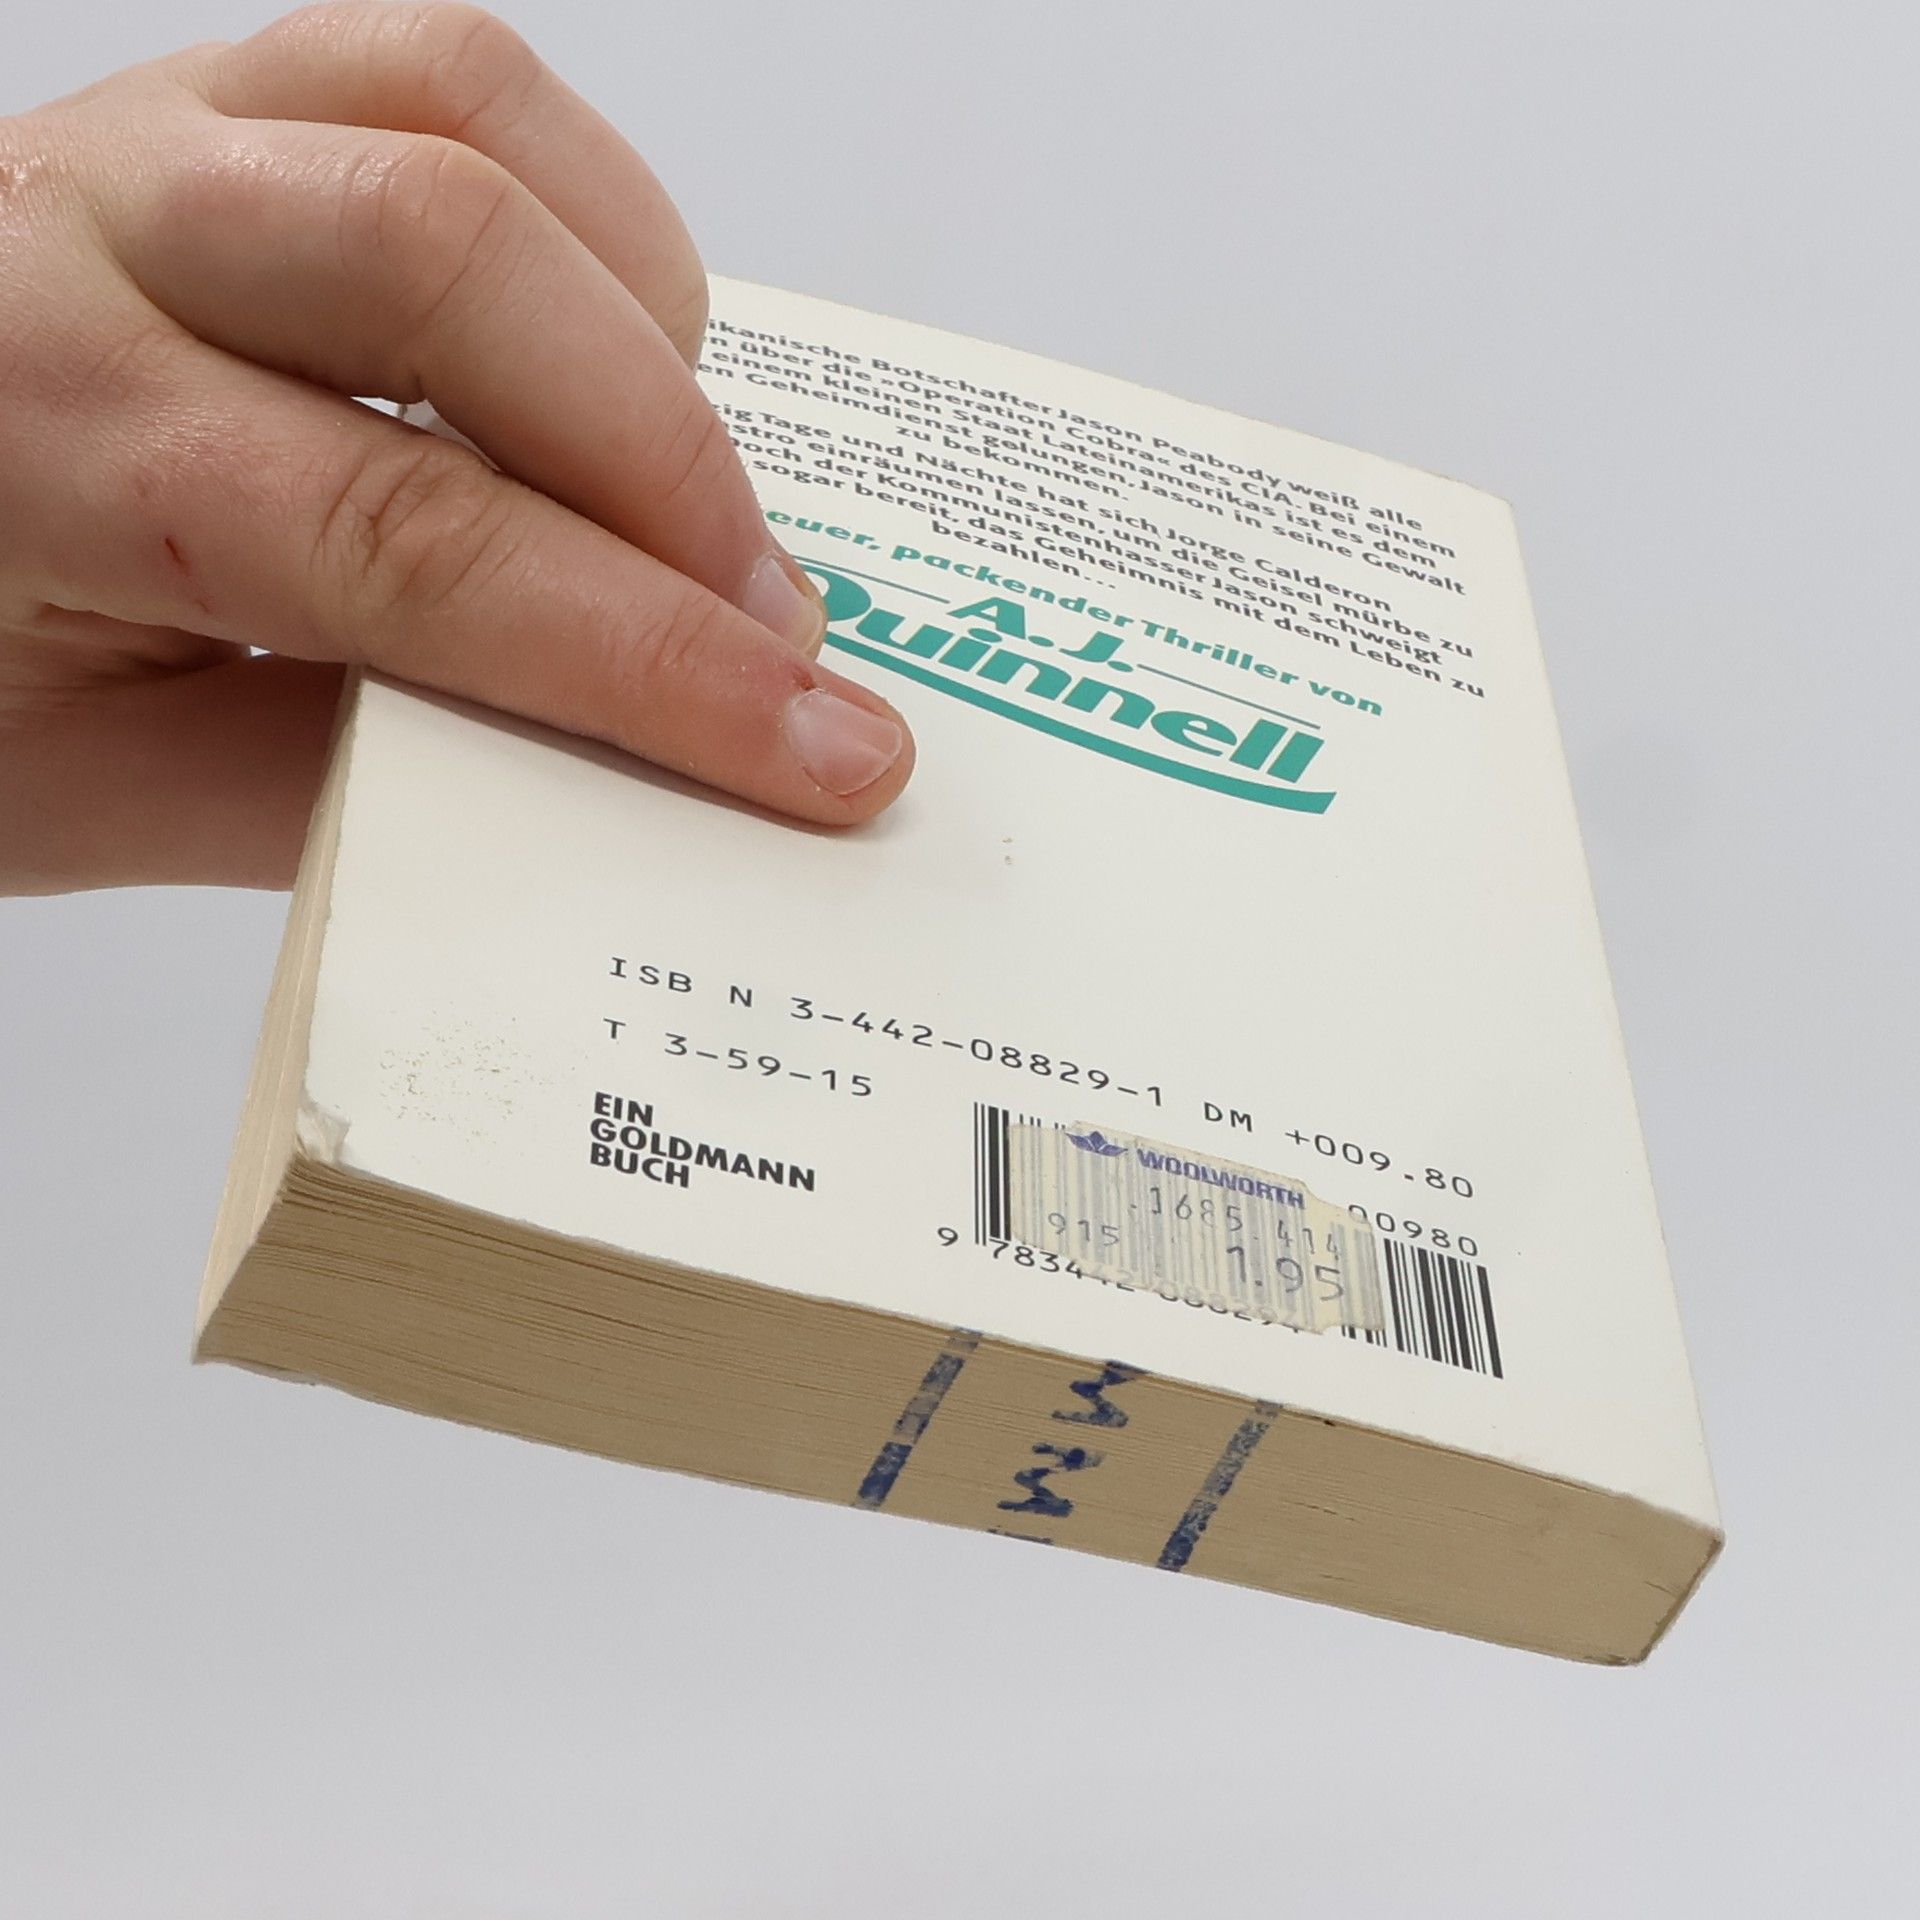 ikanische Botschafter Jason Peabody weiß alle
n über die »Operation Cobra« des CIA. Bei einem
einem kleinen Staat Lateinamerikas ist es dem
en Geheimdienst gelungen, Jason in seine Gewalt
zu bekommen.
zig Tage und Nächte hat sich Jorge Calderon
stro einräumen lassen, um die Geisel mürbe zu
och der Kommunistenhasser Jason schweigt
sogar bereit, das Geheimnis mit dem Leben zu
bezahlen...
euer, packender Thriller von
A. J.
Quinnell
ISB N 3-442-08829-1 DM +009.80
T 3-59-15
EIN
GOLDMANN
BUCH
00980
WOOLWORTH
.1685.414
915 1.95
9 783442 088294